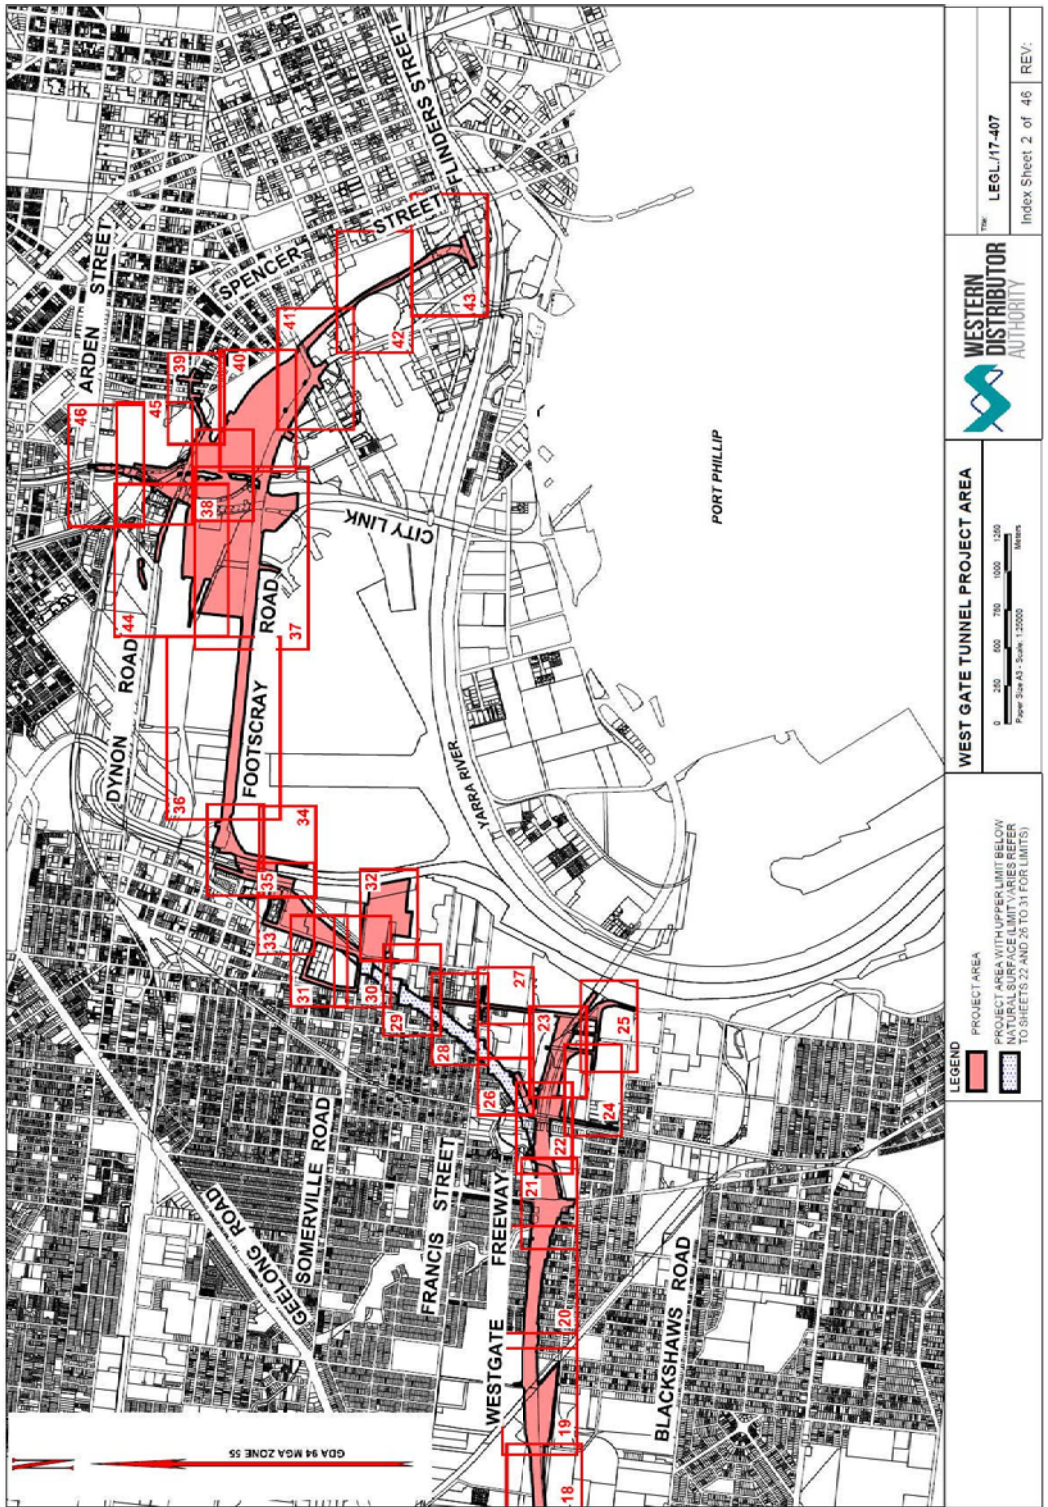 GDA 94 MGA ZONE 55
N
ARDEN STREET
SPENCER STREET
FLINDERS STREET
DYNON ROAD
FOOTSCRAY ROAD
CITY LINK
YARRA RIVER
PORT PHILLIP
GEELONG ROAD
SOMERVILLE ROAD
FRANCIS STREET
WESTGATE FREEWAY
BLACKSHAWS ROAD
18
19
20
21
22
23
24
25
26
27
28
29
30
31
32
33
34
35
36
37
38
39
40
41
42
43
44
45
46
LEGEND
PROJECT AREA
PROJECT AREA WITH UPPER LIMIT BELOW
NATURAL SURFACE (LIMIT VARIES REFER
TO SHEETS 22 AND 26 TO 31 FOR LIMITS)
WEST GATE TUNNEL PROJECT AREA
0 250 500 750 1000 1250
Meters
Paper Size A3 - Scale: 1:25000
WESTERN
DISTRIBUTOR
AUTHORITY
Title:
LEGL./17-407
Index Sheet 2 of 46 REV: